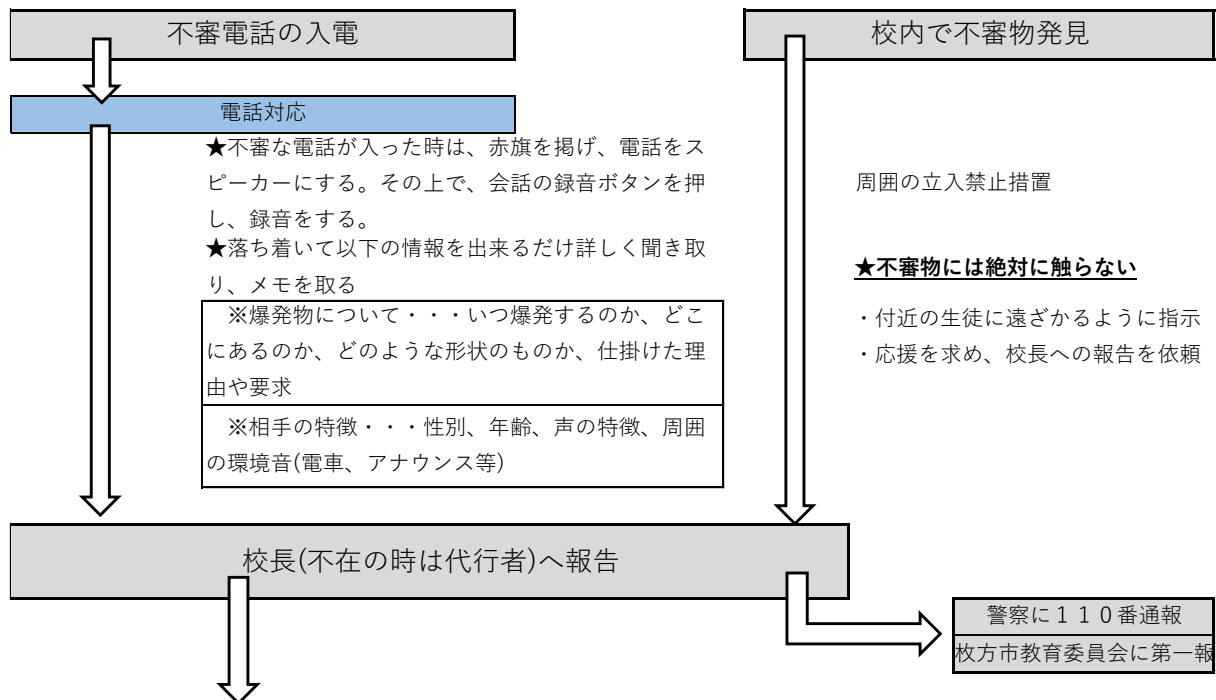 不審電話の入電
電話対応
★不審な電話が入った時は、赤旗を掲げ、電話をス
ピーカーにする。その上で、会話の録音ボタンを押
し、録音をする。
★落ち着いて以下の情報を出来るだけ詳しく聞き取
り、メモを取る
※爆発物について・・・いつ爆発するのか、どこ
にあるのか、どのような形状のものか、仕掛けた理
由や要求
※相手の特徴・・・性別、年齢、声の特徴、周囲
の環境音(電車、アナウンス等)
校内で不審物発見
周囲の立入禁止措置
★不審物には絶対に触らない
・付近の生徒に遠ざかるように指示
・応援を求め、校長への報告を依頼
校長(不在の時は代行者)へ報告
警察に１１０番通報
枚方市教育委員会に第一報